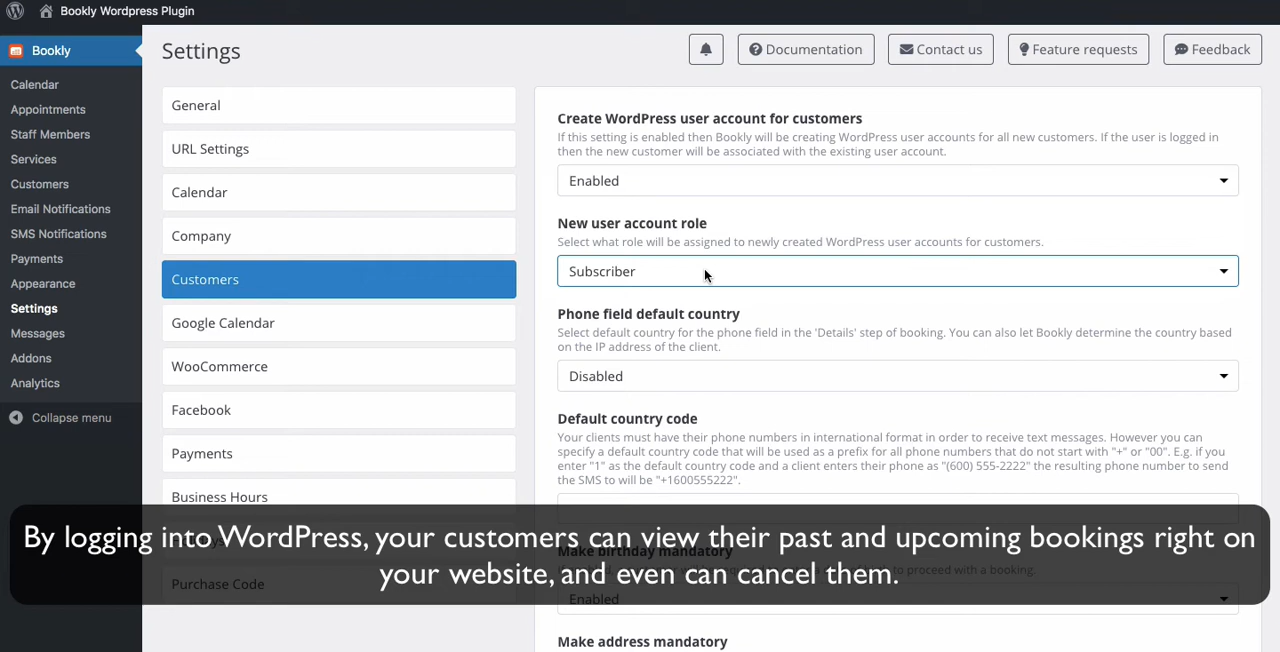 Bookly Wordpress Plugin
Bookly
Calendar
Appointments
Staff Members
Services
Customers
Email Notifications
SMS Notifications
Payments
Appearance
Settings
Messages
Addons
Analytics
Collapse menu
Settings
Documentation
Contact us
Feature requests
Feedback
General
URL Settings
Calendar
Company
Customers
Google Calendar
WooCommerce
Facebook
Payments
Business Hours
Purchase Code
Create WordPress user account for customers
If this setting is enabled then Bookly will be creating WordPress user accounts for all new customers. If the user is logged in
then the new customer will be associated with the existing user account.
Enabled
New user account role
Select what role will be assigned to newly created WordPress user accounts for customers.
Subscriber
Phone field default country
Select default country for the phone field in the 'Details' step of booking. You can also let Bookly determine the country based
on the IP address of the client.
Disabled
Default country code
Your clients must have their phone numbers in international format in order to receive text messages. However you can
specify a default country code that will be used as a prefix for all phone numbers that do not start with "+" or "00". E.g. if you
enter "1" as the default country code and a client enters their phone as "(600) 555-2222" the resulting phone number to send
the SMS to will be "+1600555222".
Make birthday mandatory
to proceed with a booking.
Enabled
Make address mandatory
By logging into WordPress, your customers can view their past and upcoming bookings right on
your website, and even can cancel them.